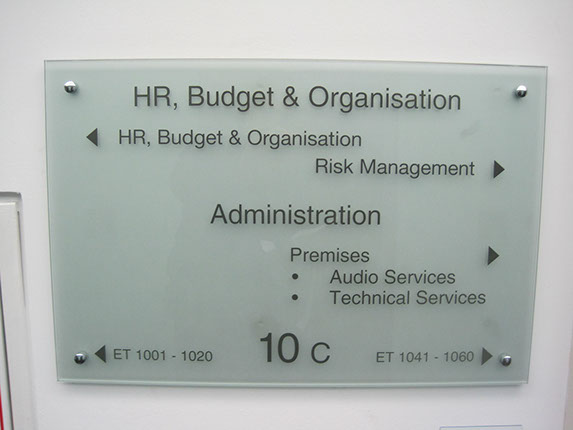 HR, Budget & Organisation
HR, Budget & Organisation
Risk Management
Administration
Premises
• Audio Services
• Technical Services
ET 1001 - 1020 10 C ET 1041 - 1060